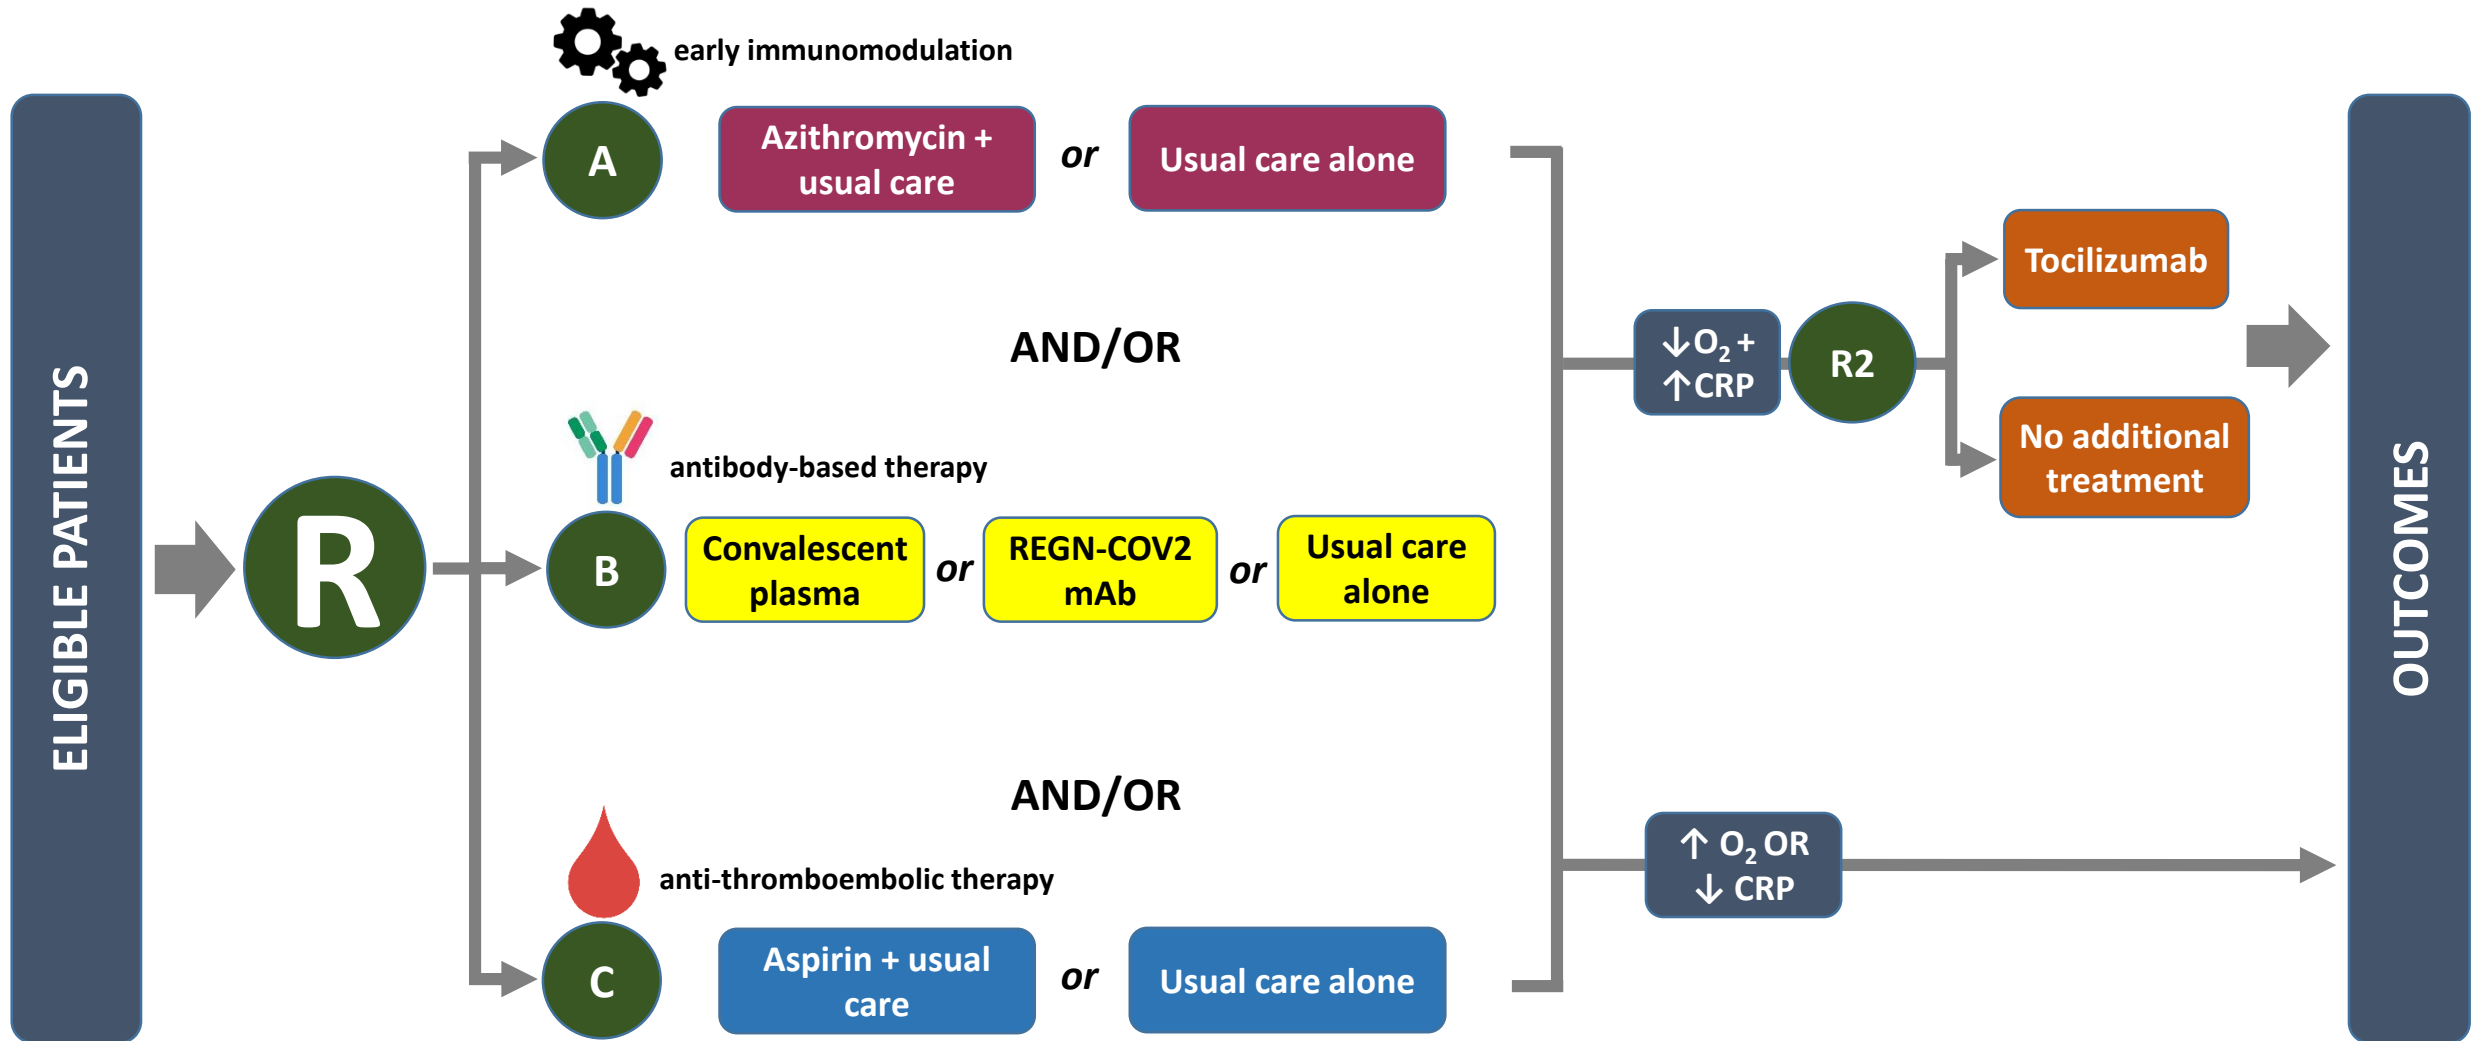 ELIGIBLE PATIENTS
R
early immunomodulation
A
Azithromycin +
usual care
or
Usual care alone
AND/OR
antibody-based therapy
B
Convalescent
plasma
or
REGN-COV2
mAb
or
Usual care
alone
AND/OR
anti-thromboembolic therapy
C
Aspirin + usual
care
or
Usual care alone
↓O₂ +
↑CRP
R2
Tocilizumab
No additional
treatment
↑ O₂ OR
↓ CRP
OUTCOMES